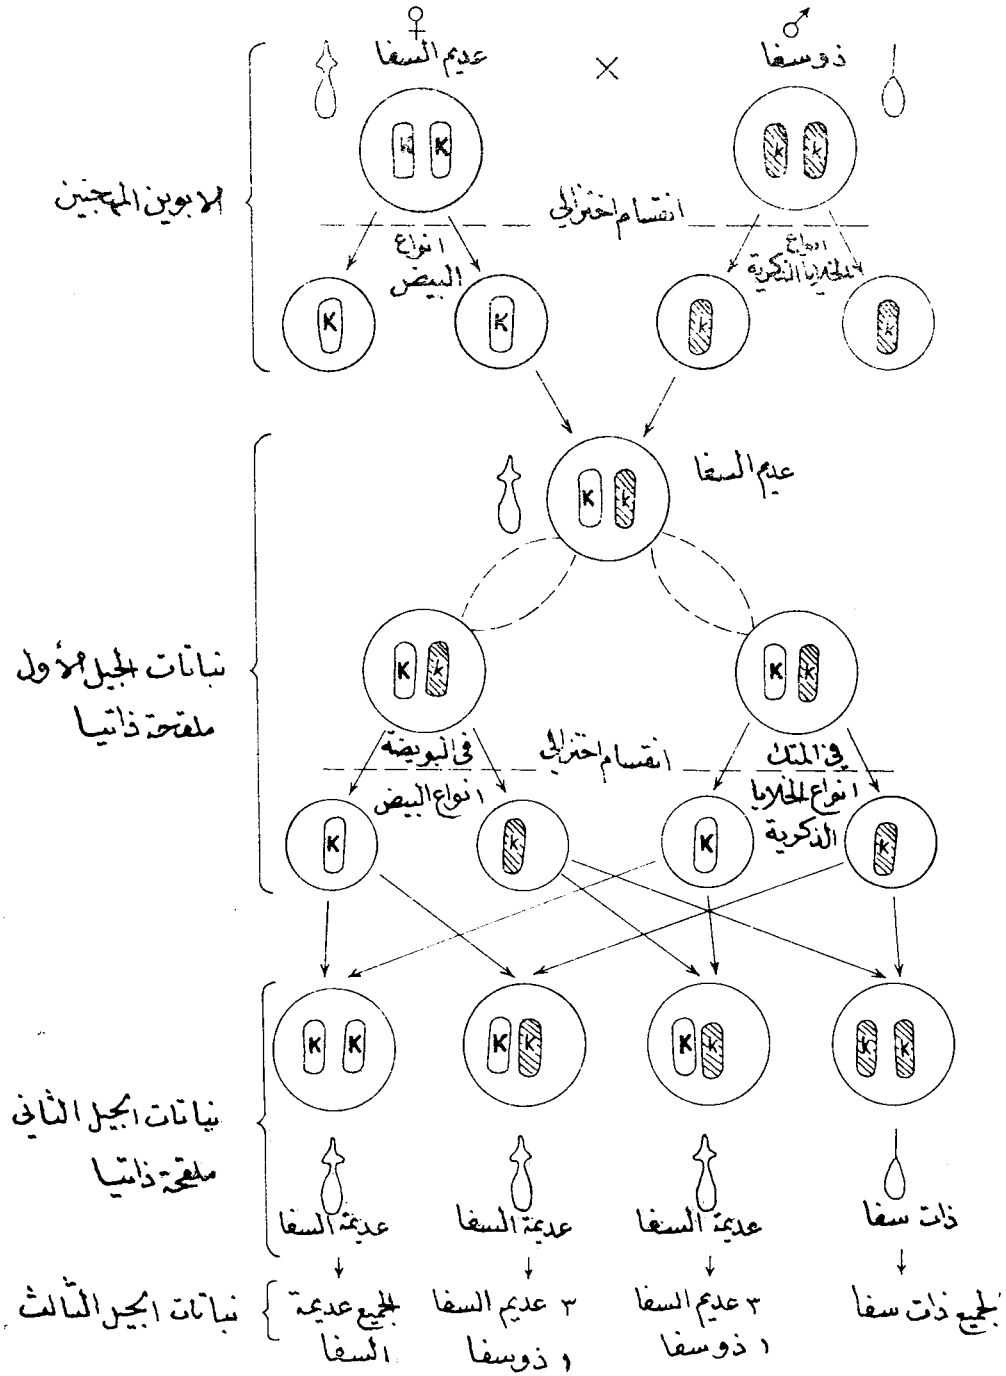 ♀ ♂
عديم السفا × ذو سفا
K K k k
الابوين المهجنين
انقسام اختزالي
انواع
البيض
انواع
الخلايا الذكرية
K K k k
عديم السفا
K k
نباتات الجيل الأول
ملقحة ذاتيا
K k K k
في البويضة
انقسام اختزالي
في المتك
انواع البيض
انواع الخلايا
الذكرية
K k K k
نباتات الجيل الثاني
ملقحة ذاتيا
K K K k K k k k
عديمة السفا عديمة السفا عديمة السفا ذات سفا
نباتات الجيل الثالث
الجميع عديمة
السفا
٣ عديم السفا
١ ذو سفا
٣ عديم السفا
١ ذو سفا
الجميع ذات سفا